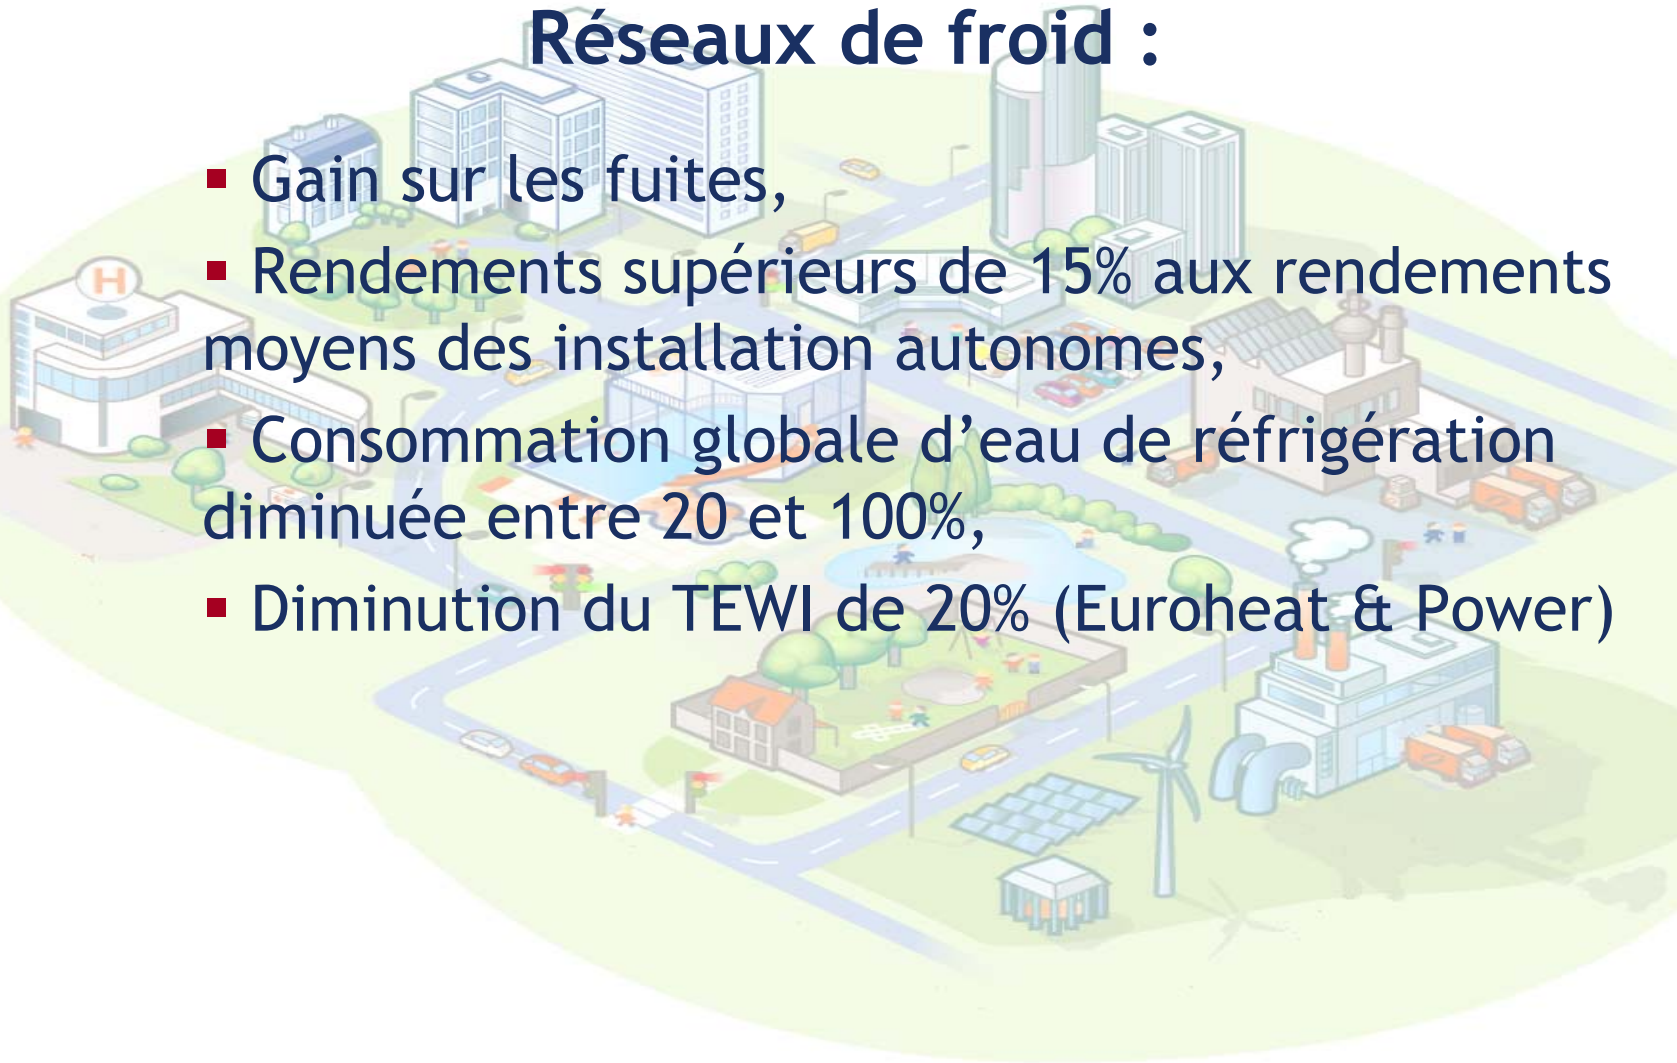 Réseaux de froid :
▪ Gain sur les fuites,
▪ Rendements supérieurs de 15% aux rendements
moyens des installation autonomes,
▪ Consommation globale d’eau de réfrigération
diminuée entre 20 et 100%,
▪ Diminution du TEWI de 20% (Euroheat & Power)
H